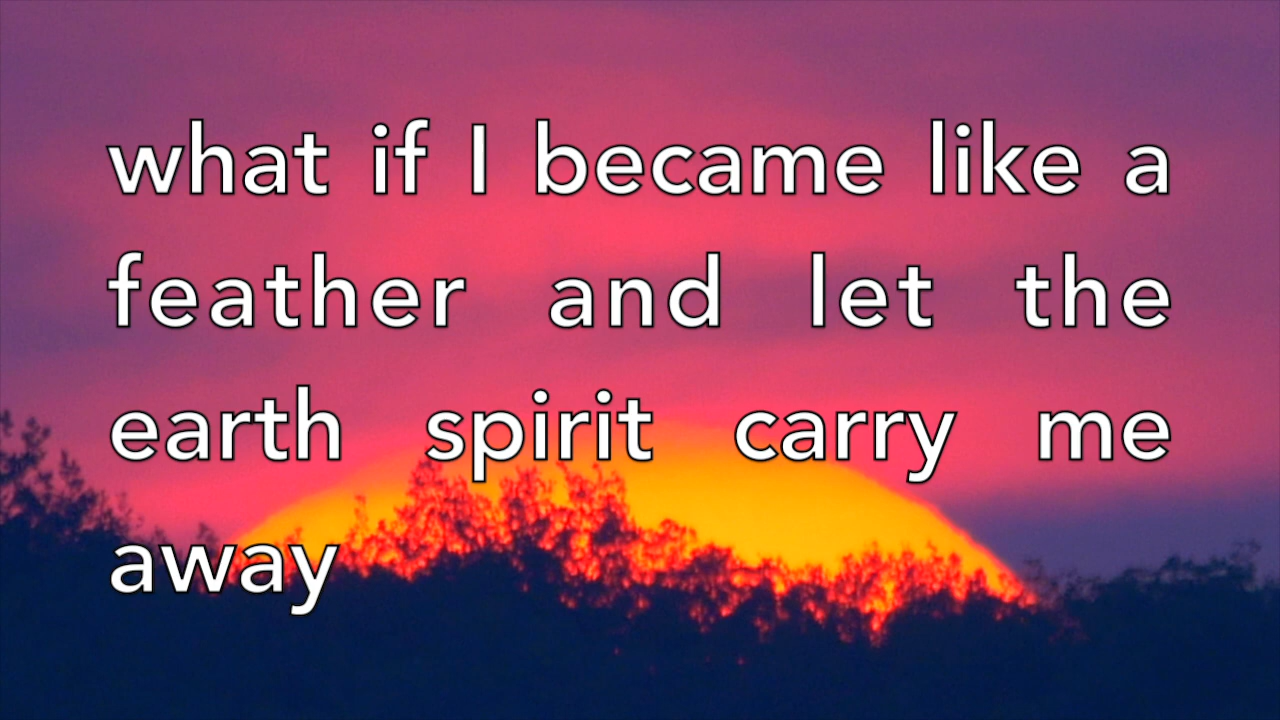 what if I became like a
feather and let the
earth spirit carry me
away